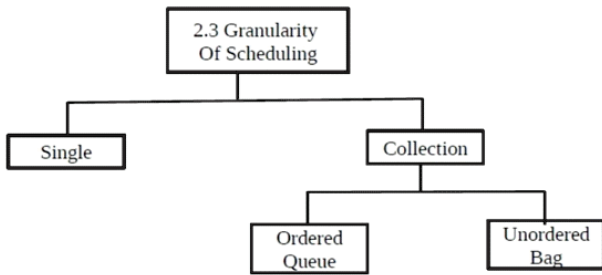 2.3 Granularity
Of Scheduling
Single
Collection
Ordered
Queue
Unordered
Bag